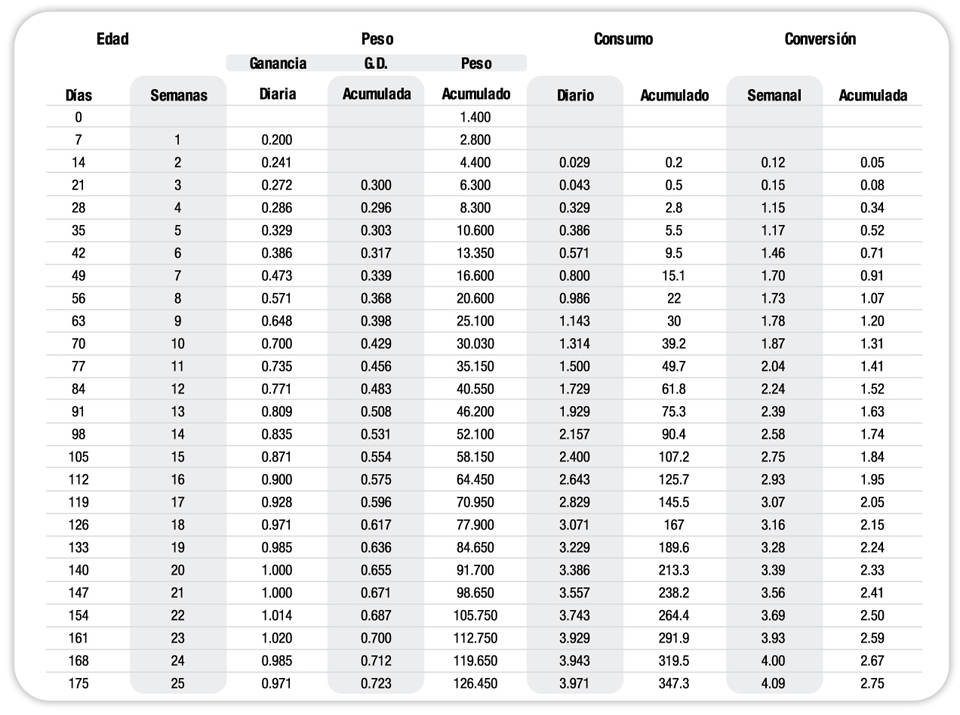 Edad Peso Consumo Conversión
Ganancia G.D. Peso
Días Semanas Diaria Acumulada Acumulado Diario Acumulado Semanal Acumulada
0 1.400
7 1 0.200 2.800
14 2 0.241 4.400 0.029 0.2 0.12 0.05
21 3 0.272 0.300 6.300 0.043 0.5 0.15 0.08
28 4 0.286 0.296 8.300 0.329 2.8 1.15 0.34
35 5 0.329 0.303 10.600 0.386 5.5 1.17 0.52
42 6 0.386 0.317 13.350 0.571 9.5 1.46 0.71
49 7 0.473 0.339 16.600 0.800 15.1 1.70 0.91
56 8 0.571 0.368 20.600 0.986 22 1.73 1.07
63 9 0.648 0.398 25.100 1.143 30 1.78 1.20
70 10 0.700 0.429 30.030 1.314 39.2 1.87 1.31
77 11 0.735 0.456 35.150 1.500 49.7 2.04 1.41
84 12 0.771 0.483 40.550 1.729 61.8 2.24 1.52
91 13 0.809 0.508 46.200 1.929 75.3 2.39 1.63
98 14 0.835 0.531 52.100 2.157 90.4 2.58 1.74
105 15 0.871 0.554 58.150 2.400 107.2 2.75 1.84
112 16 0.900 0.575 64.450 2.643 125.7 2.93 1.95
119 17 0.928 0.596 70.950 2.829 145.5 3.07 2.05
126 18 0.971 0.617 77.900 3.071 167 3.16 2.15
133 19 0.985 0.636 84.650 3.229 189.6 3.28 2.24
140 20 1.000 0.655 91.700 3.386 213.3 3.39 2.33
147 21 1.000 0.671 98.650 3.557 238.2 3.56 2.41
154 22 1.014 0.687 105.750 3.743 264.4 3.69 2.50
161 23 1.020 0.700 112.750 3.929 291.9 3.93 2.59
168 24 0.985 0.712 119.650 3.943 319.5 4.00 2.67
175 25 0.971 0.723 126.450 3.971 347.3 4.09 2.75